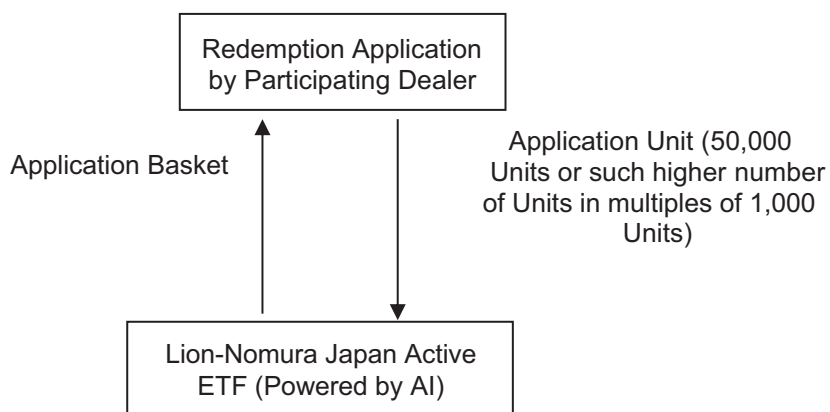 Redemption Application
by Participating Dealer
Application Basket
Application Unit (50,000
Units or such higher number
of Units in multiples of 1,000
Units)
Lion-Nomura Japan Active
ETF (Powered by AI)